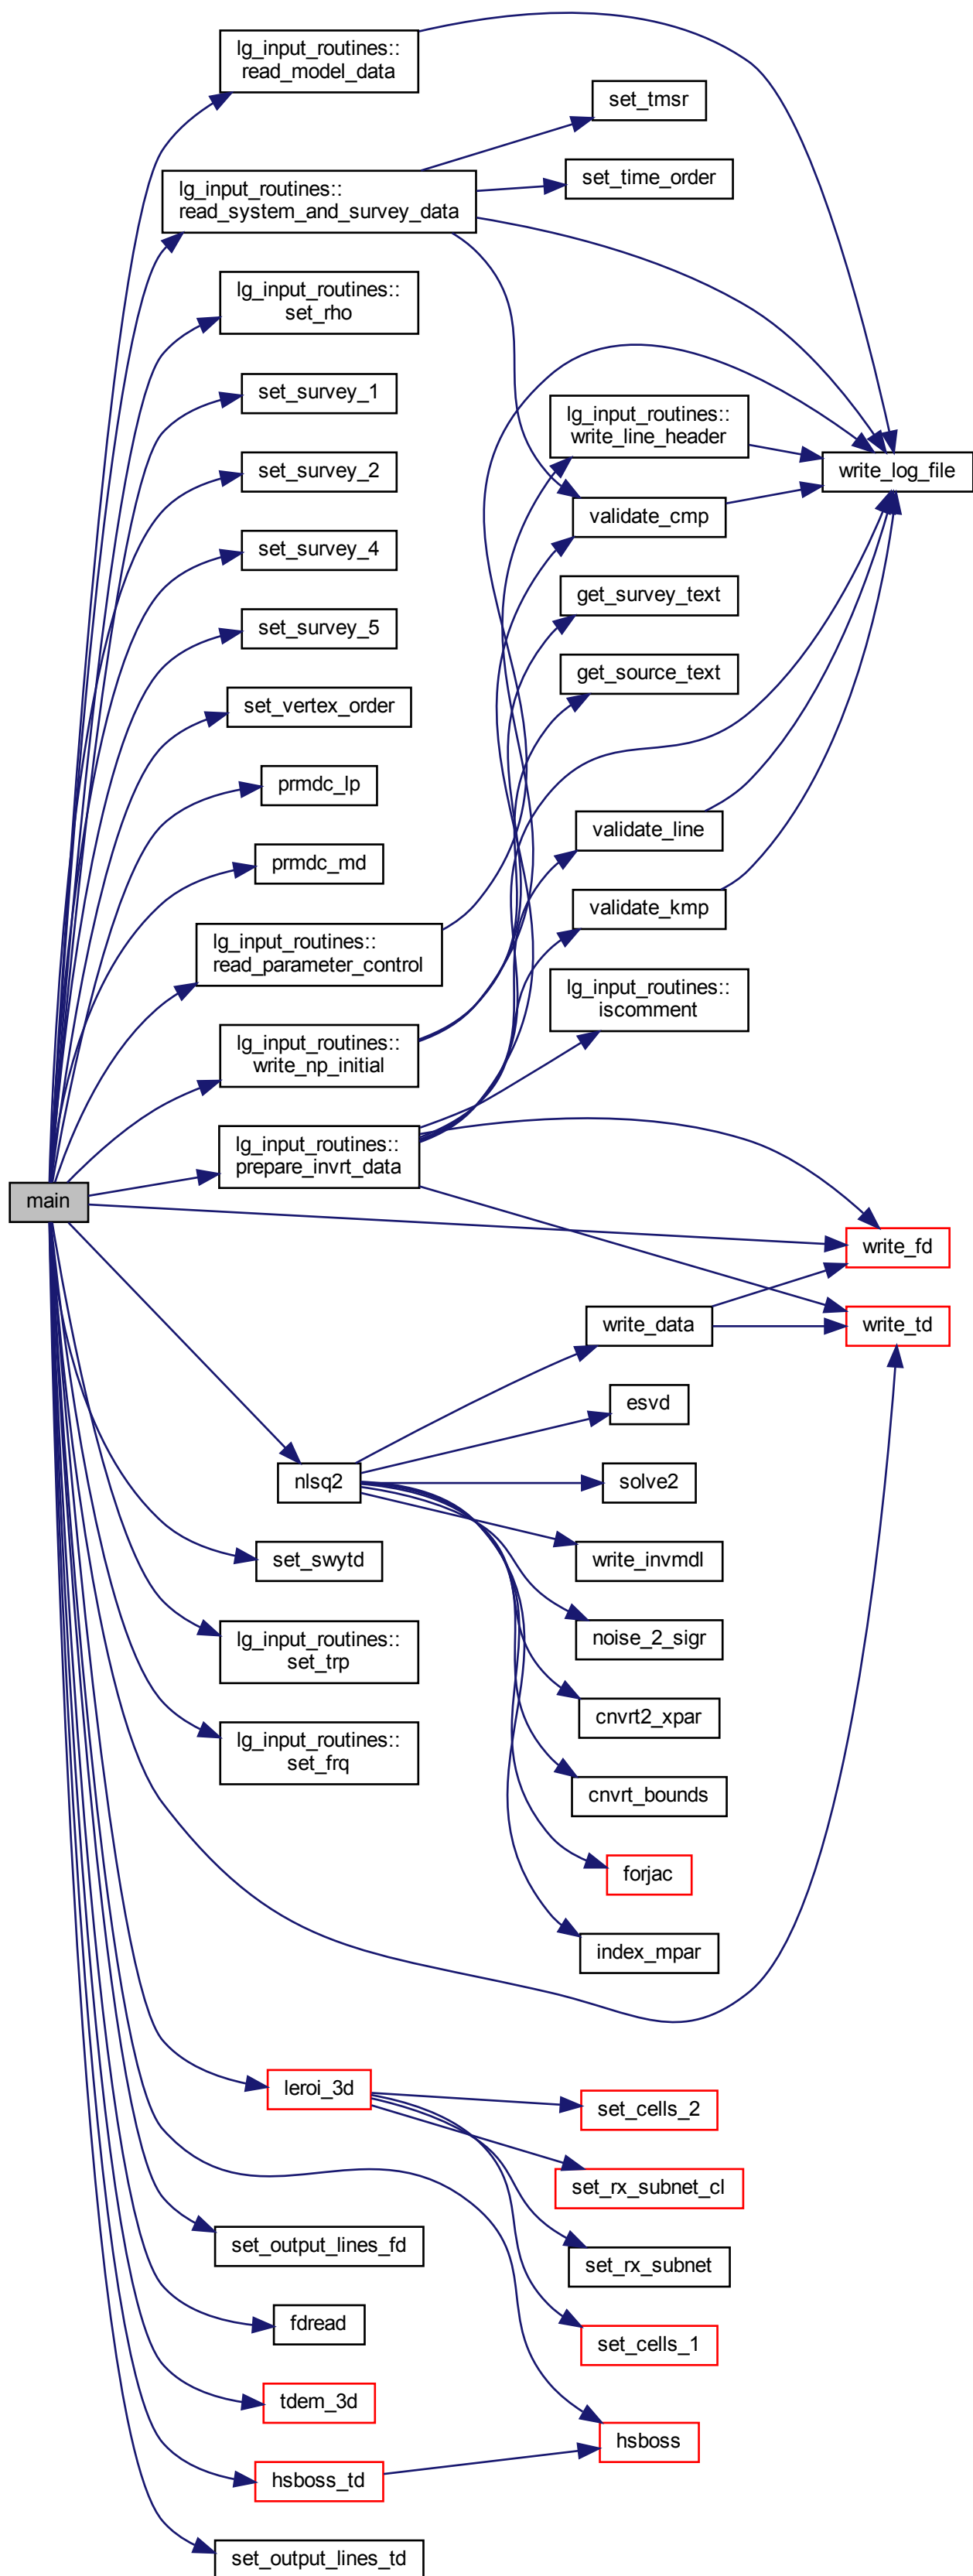 lg_input_routines::
read_model_data
set_tmsr
set_time_order
lg_input_routines::
read_system_and_survey_data
lg_input_routines::
set_rho
set_survey_1
lg_input_routines::
write_line_header
set_survey_2
write_log_file
validate_cmp
set_survey_4
get_survey_text
set_survey_5
get_source_text
set_vertex_order
prmdc_lp
validate_line
prmdc_md
validate_kmp
lg_input_routines::
read_parameter_control
lg_input_routines::
iscomment
lg_input_routines::
write_np_initial
lg_input_routines::
prepare_invrt_data
main
write_fd
write_data
write_td
esvd
nlsq2
solve2
set_swytd
write_invmdl
lg_input_routines::
set_trp
noise_2_sigr
cnvrt2_xpar
lg_input_routines::
set_frq
cnvrt_bounds
forjac
index_mpar
leroi_3d
set_cells_2
set_rx_subnet_cl
set_output_lines_fd
set_rx_subnet
fdread
set_cells_1
tdem_3d
hsboss
hsboss_td
set_output_lines_td